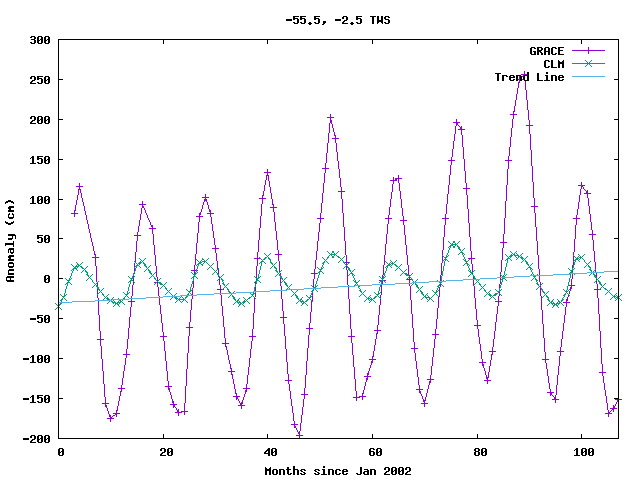 -55.5, -2.5 TWS
300
250
200
150
100
50
0
-50
-100
-150
-200
Anomaly (cm)
GRACE
CLM
Trend Line
0 20 40 60 80 100
Months since Jan 2002